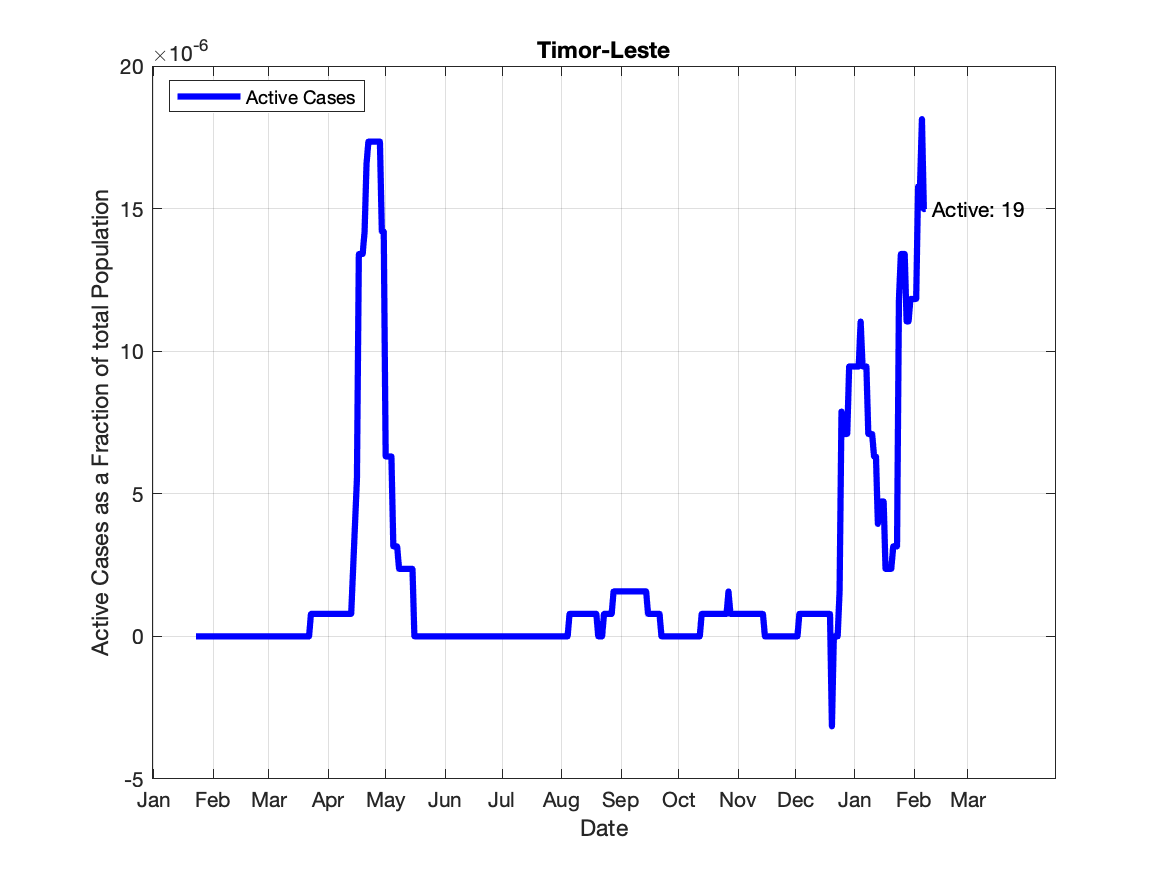 Timor-Leste
×10-6
Active Cases
20
15
10
5
0
-5
Active: 19
Active Cases as a Fraction of total Population
Jan Feb Mar Apr May Jun Jul Aug Sep Oct Nov Dec Jan Feb Mar
Date